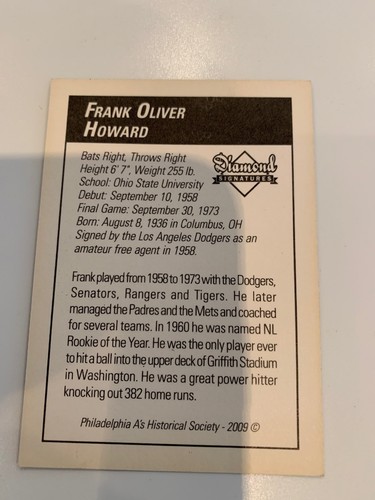 FRANK OLIVER
HOWARD
Diamond
SIGNATURES
Bats Right, Throws Right
Height 6' 7", Weight 255 lb.
School: Ohio State University
Debut: September 10, 1958
Final Game: September 30, 1973
Born: August 8, 1936 in Columbus, OH
Signed by the Los Angeles Dodgers as an
amateur free agent in 1958.
Frank played from 1958 to 1973 with the Dodgers,
Senators, Rangers and Tigers. He later
managed the Padres and the Mets and coached
for several teams. In 1960 he was named NL
Rookie of the Year. He was the only player ever
to hit a ball into the upper deck of Griffith Stadium
in Washington. He was a great power hitter
knocking out 382 home runs.
Philadelphia A's Historical Society - 2009 ©